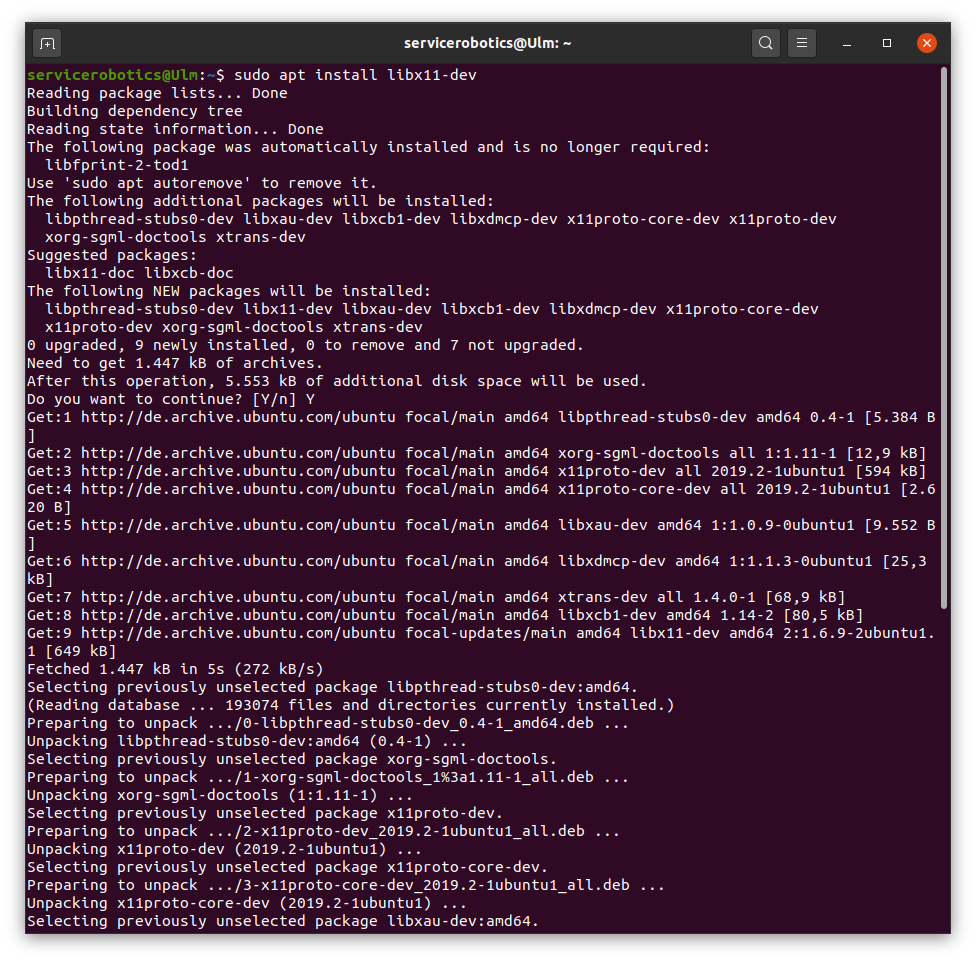 servicerobotics@Ulm: ~
servicerobotics@Ulm:~$ sudo apt install libx11-dev
Reading package lists... Done
Building dependency tree
Reading state information... Done
The following package was automatically installed and is no longer required:
  libfprint-2-tod1
Use 'sudo apt autoremove' to remove it.
The following additional packages will be installed:
  libpthread-stubs0-dev libxau-dev libxcb1-dev libxdmcp-dev x11proto-core-dev x11proto-dev
  xorg-sgml-doctools xtrans-dev
Suggested packages:
  libx11-doc libxcb-doc
The following NEW packages will be installed:
  libpthread-stubs0-dev libx11-dev libxau-dev libxcb1-dev libxdmcp-dev x11proto-core-dev
  x11proto-dev xorg-sgml-doctools xtrans-dev
0 upgraded, 9 newly installed, 0 to remove and 7 not upgraded.
Need to get 1.447 kB of archives.
After this operation, 5.553 kB of additional disk space will be used.
Do you want to continue? [Y/n] Y
Get:1 http://de.archive.ubuntu.com/ubuntu focal/main amd64 libpthread-stubs0-dev amd64 0.4-1 [5.384 B
]
Get:2 http://de.archive.ubuntu.com/ubuntu focal/main amd64 xorg-sgml-doctools all 1:1.11-1 [12,9 kB]
Get:3 http://de.archive.ubuntu.com/ubuntu focal/main amd64 x11proto-dev all 2019.2-1ubuntu1 [594 kB]
Get:4 http://de.archive.ubuntu.com/ubuntu focal/main amd64 x11proto-core-dev all 2019.2-1ubuntu1 [2.6
20 B]
Get:5 http://de.archive.ubuntu.com/ubuntu focal/main amd64 libxau-dev amd64 1:1.0.9-0ubuntu1 [9.552 B
]
Get:6 http://de.archive.ubuntu.com/ubuntu focal/main amd64 libxdmcp-dev amd64 1:1.1.3-0ubuntu1 [25,3
kB]
Get:7 http://de.archive.ubuntu.com/ubuntu focal/main amd64 xtrans-dev all 1.4.0-1 [68,9 kB]
Get:8 http://de.archive.ubuntu.com/ubuntu focal/main amd64 libxcb1-dev amd64 1.14-2 [80,5 kB]
Get:9 http://de.archive.ubuntu.com/ubuntu focal-updates/main amd64 libx11-dev amd64 2:1.6.9-2ubuntu1.
1 [649 kB]
Fetched 1.447 kB in 5s (272 kB/s)
Selecting previously unselected package libpthread-stubs0-dev:amd64.
(Reading database ... 193074 files and directories currently installed.)
Preparing to unpack .../0-libpthread-stubs0-dev_0.4-1_amd64.deb ...
Unpacking libpthread-stubs0-dev:amd64 (0.4-1) ...
Selecting previously unselected package xorg-sgml-doctools.
Preparing to unpack .../1-xorg-sgml-doctools_1%3a1.11-1_all.deb ...
Unpacking xorg-sgml-doctools (1:1.11-1) ...
Selecting previously unselected package x11proto-dev.
Preparing to unpack .../2-x11proto-dev_2019.2-1ubuntu1_all.deb ...
Unpacking x11proto-dev (2019.2-1ubuntu1) ...
Selecting previously unselected package x11proto-core-dev.
Preparing to unpack .../3-x11proto-core-dev_2019.2-1ubuntu1_all.deb ...
Unpacking x11proto-core-dev (2019.2-1ubuntu1) ...
Selecting previously unselected package libxau-dev:amd64.